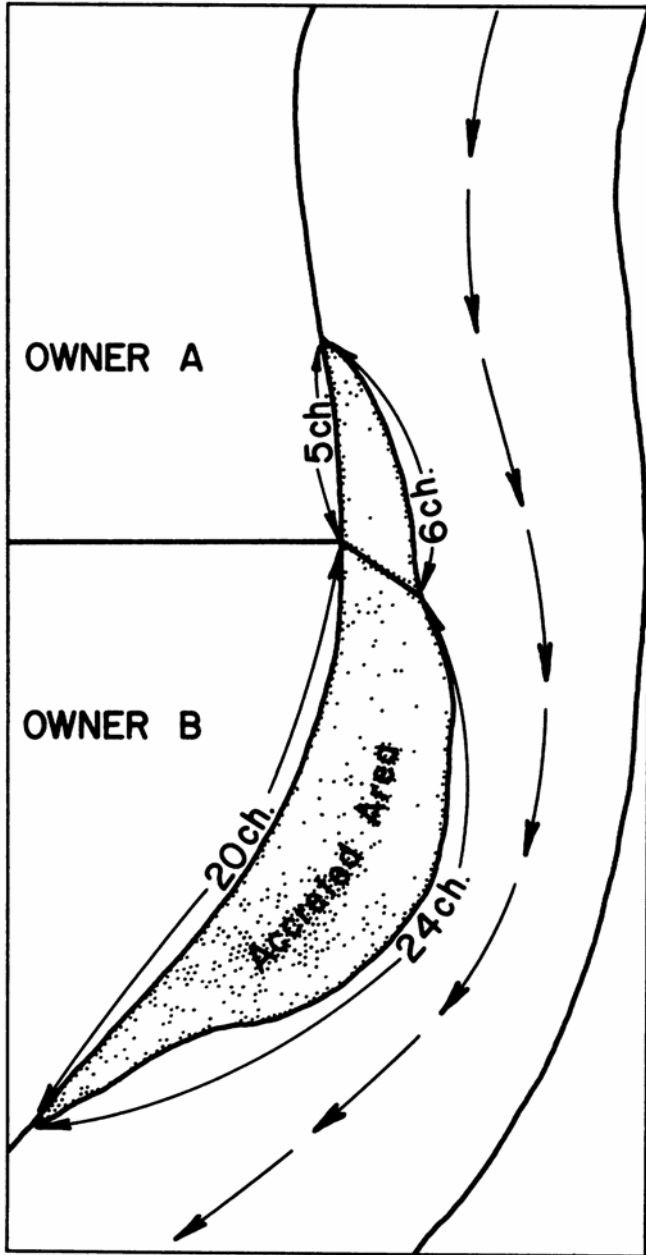 OWNER A
5ch.
6ch.
OWNER B
20ch.
Accreted Area
24ch.